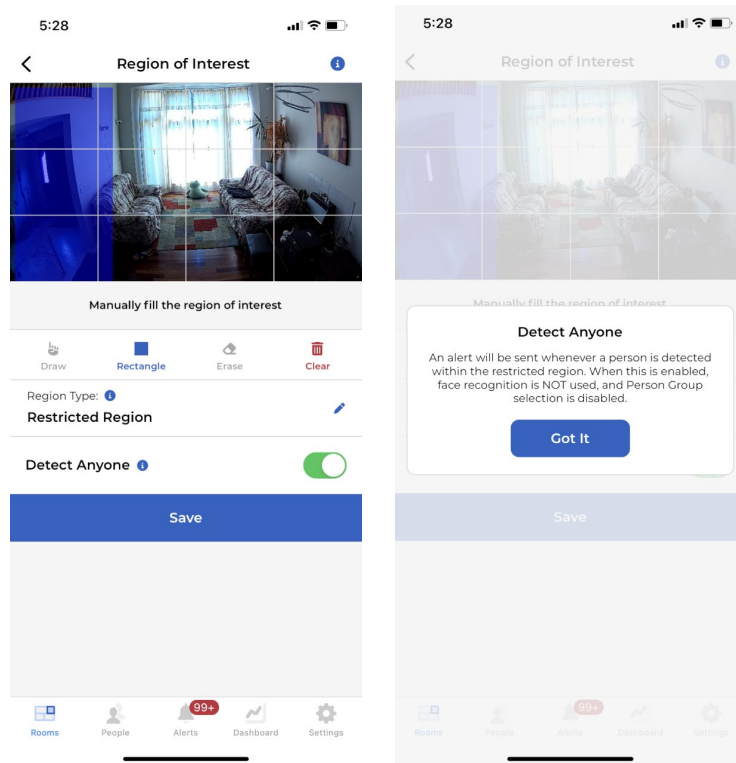 5:28
Region of Interest
Manually fill the region of interest
Draw
Rectangle
Erase
Clear
Region Type:
Restricted Region
Detect Anyone
Save
99+
Rooms
People
Alerts
Dashboard
Settings
5:28
Region of Interest
Manually fill the region of interest
Detect Anyone
An alert will be sent whenever a person is detected
within the restricted region. When this is enabled,
face recognition is NOT used, and Person Group
selection is disabled.
Got It
Save
99+
Rooms
People
Alerts
Dashboard
Settings